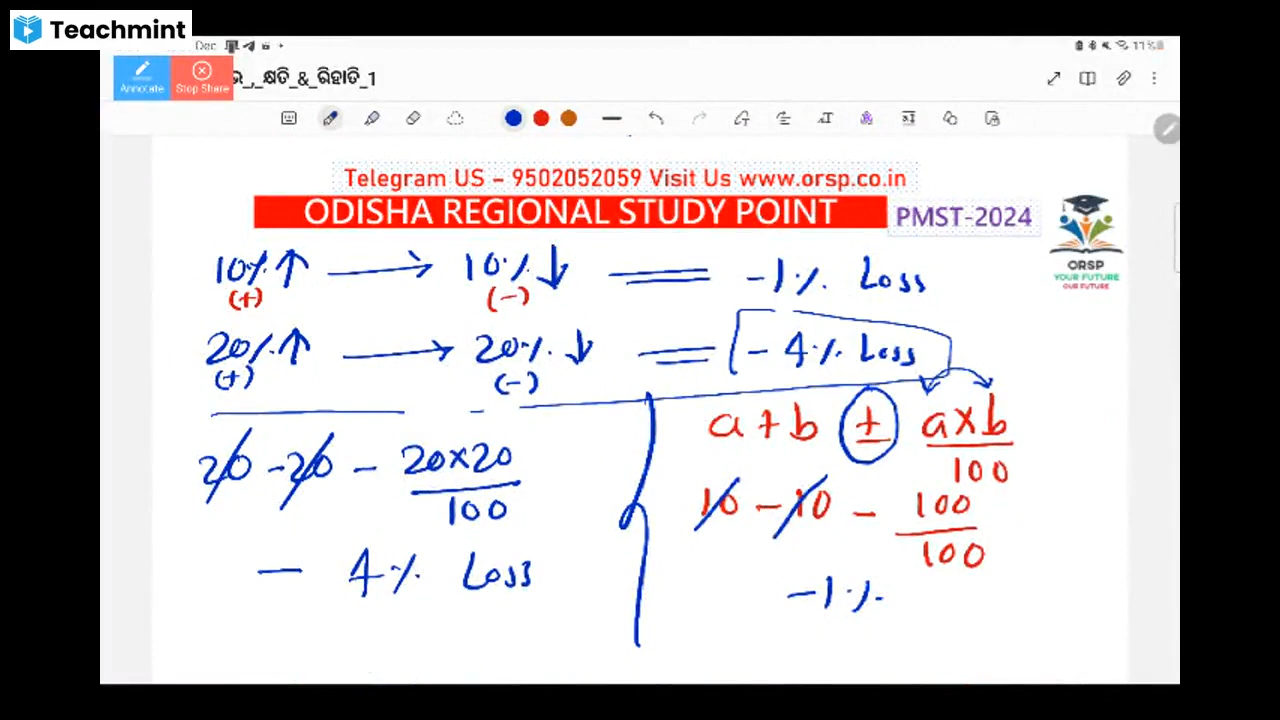 Teachmint
Dec
Annotate
Stop Share
_,_କ୍ଷତି_&_ରିହାତି_1
Telegram US – 9502052059 Visit Us www.orsp.co.in
ODISHA REGIONAL STUDY POINT
PMST-2024
ORSP
YOUR FUTURE
OUR FUTURE
10%↑ → 10%↓ = -1% Loss
(+) (-)
20%↑ → 20%↓ = - 4% Loss
(+) (-)
a + b ± a×b
100
20 - 20 - 20×20
100
10 - 10 - 100
100
- 4% Loss
-1%